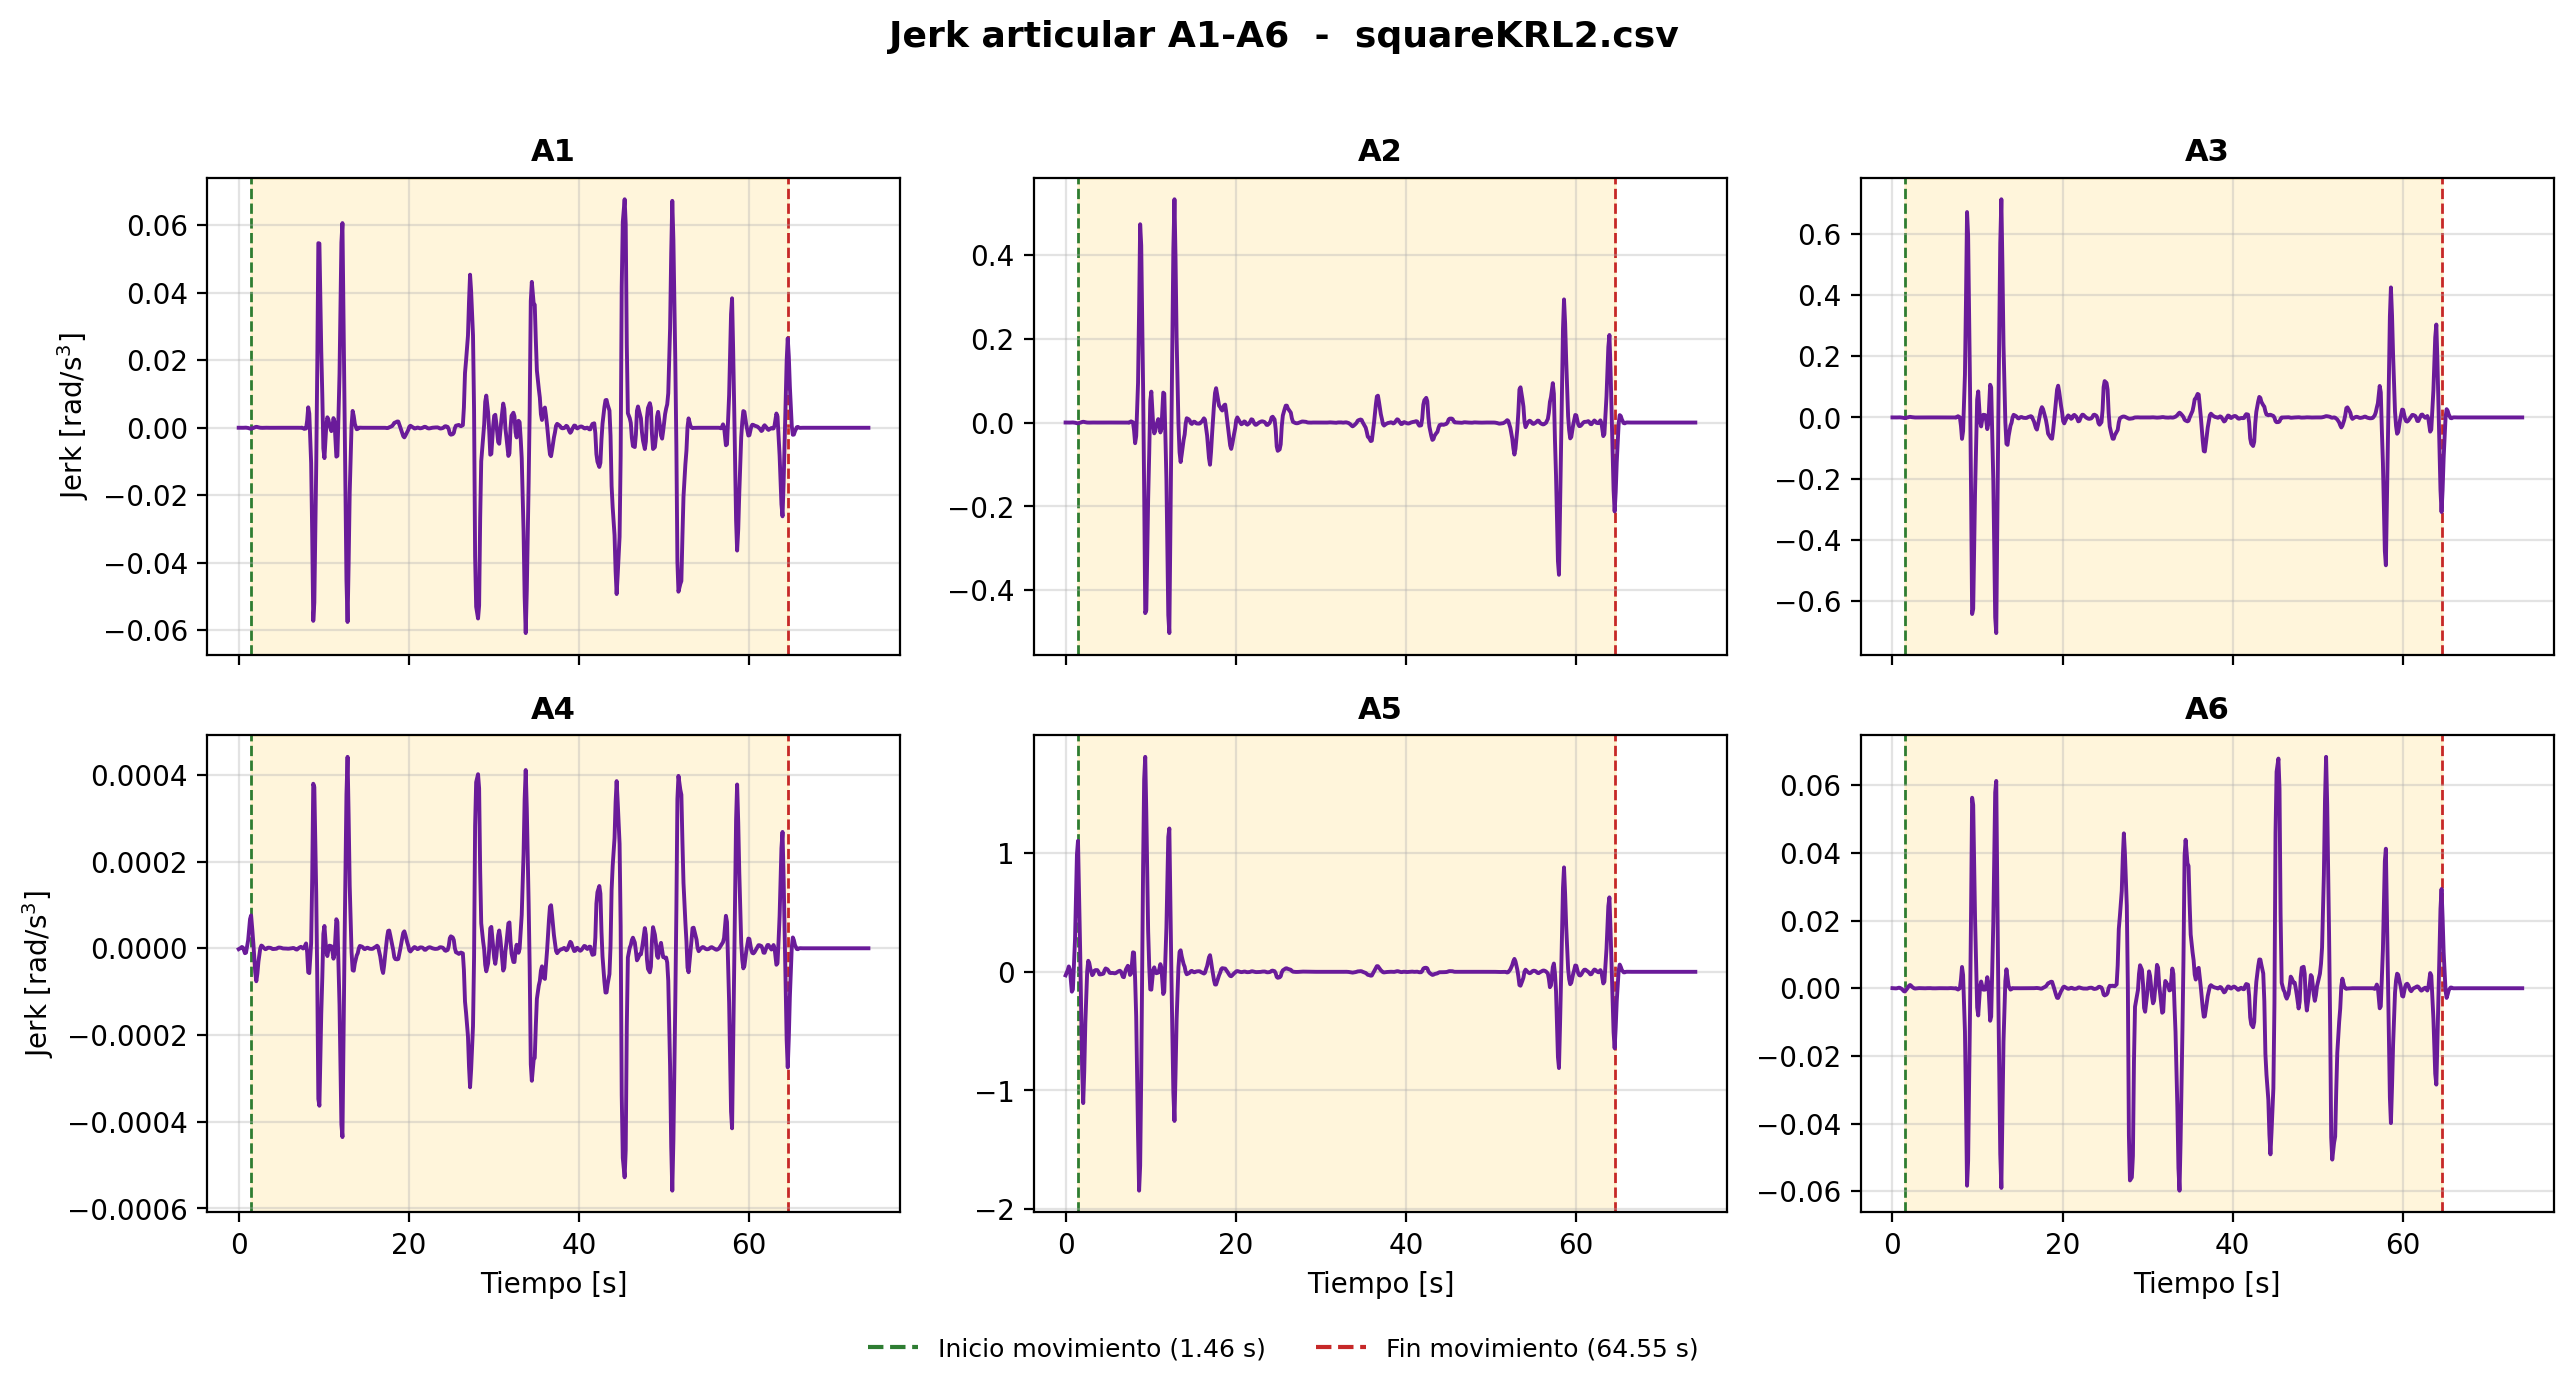 Jerk articular A1-A6 - squareKRL2.csv
A1
A2
A3
Jerk [rad/s³]
0.06
0.04
0.02
0.00
−0.02
−0.04
−0.06
0.4
0.2
0.0
−0.2
−0.4
0.6
0.4
0.2
0.0
−0.2
−0.4
−0.6
A4
A5
A6
Jerk [rad/s³]
0.0004
0.0002
0.0000
−0.0002
−0.0004
−0.0006
1
0
−1
−2
0.06
0.04
0.02
0.00
−0.02
−0.04
−0.06
0 20 40 60
0 20 40 60
0 20 40 60
Tiempo [s]
Tiempo [s]
Tiempo [s]
Inicio movimiento (1.46 s)
Fin movimiento (64.55 s)